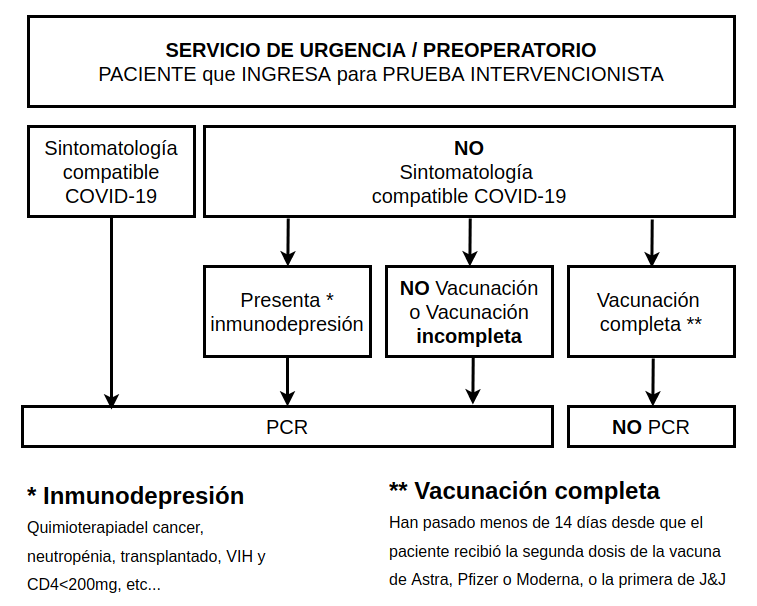 SERVICIO DE URGENCIA / PREOPERATORIO
PACIENTE que INGRESA para PRUEBA INTERVENCIONISTA
Sintomatología
compatible
COVID-19
NO
Sintomatología
compatible COVID-19
Presenta *
inmunodepresión
NO Vacunación
o Vacunación
incompleta
Vacunación
completa **
PCR
NO PCR
* Inmunodepresión
Quimioterapiadel cancer,
neutropénia, transplantado, VIH y
CD4<200mg, etc...
** Vacunación completa
Han pasado menos de 14 días desde que el
paciente recibió la segunda dosis de la vacuna
de Astra, Pfizer o Moderna, o la primera de J&J